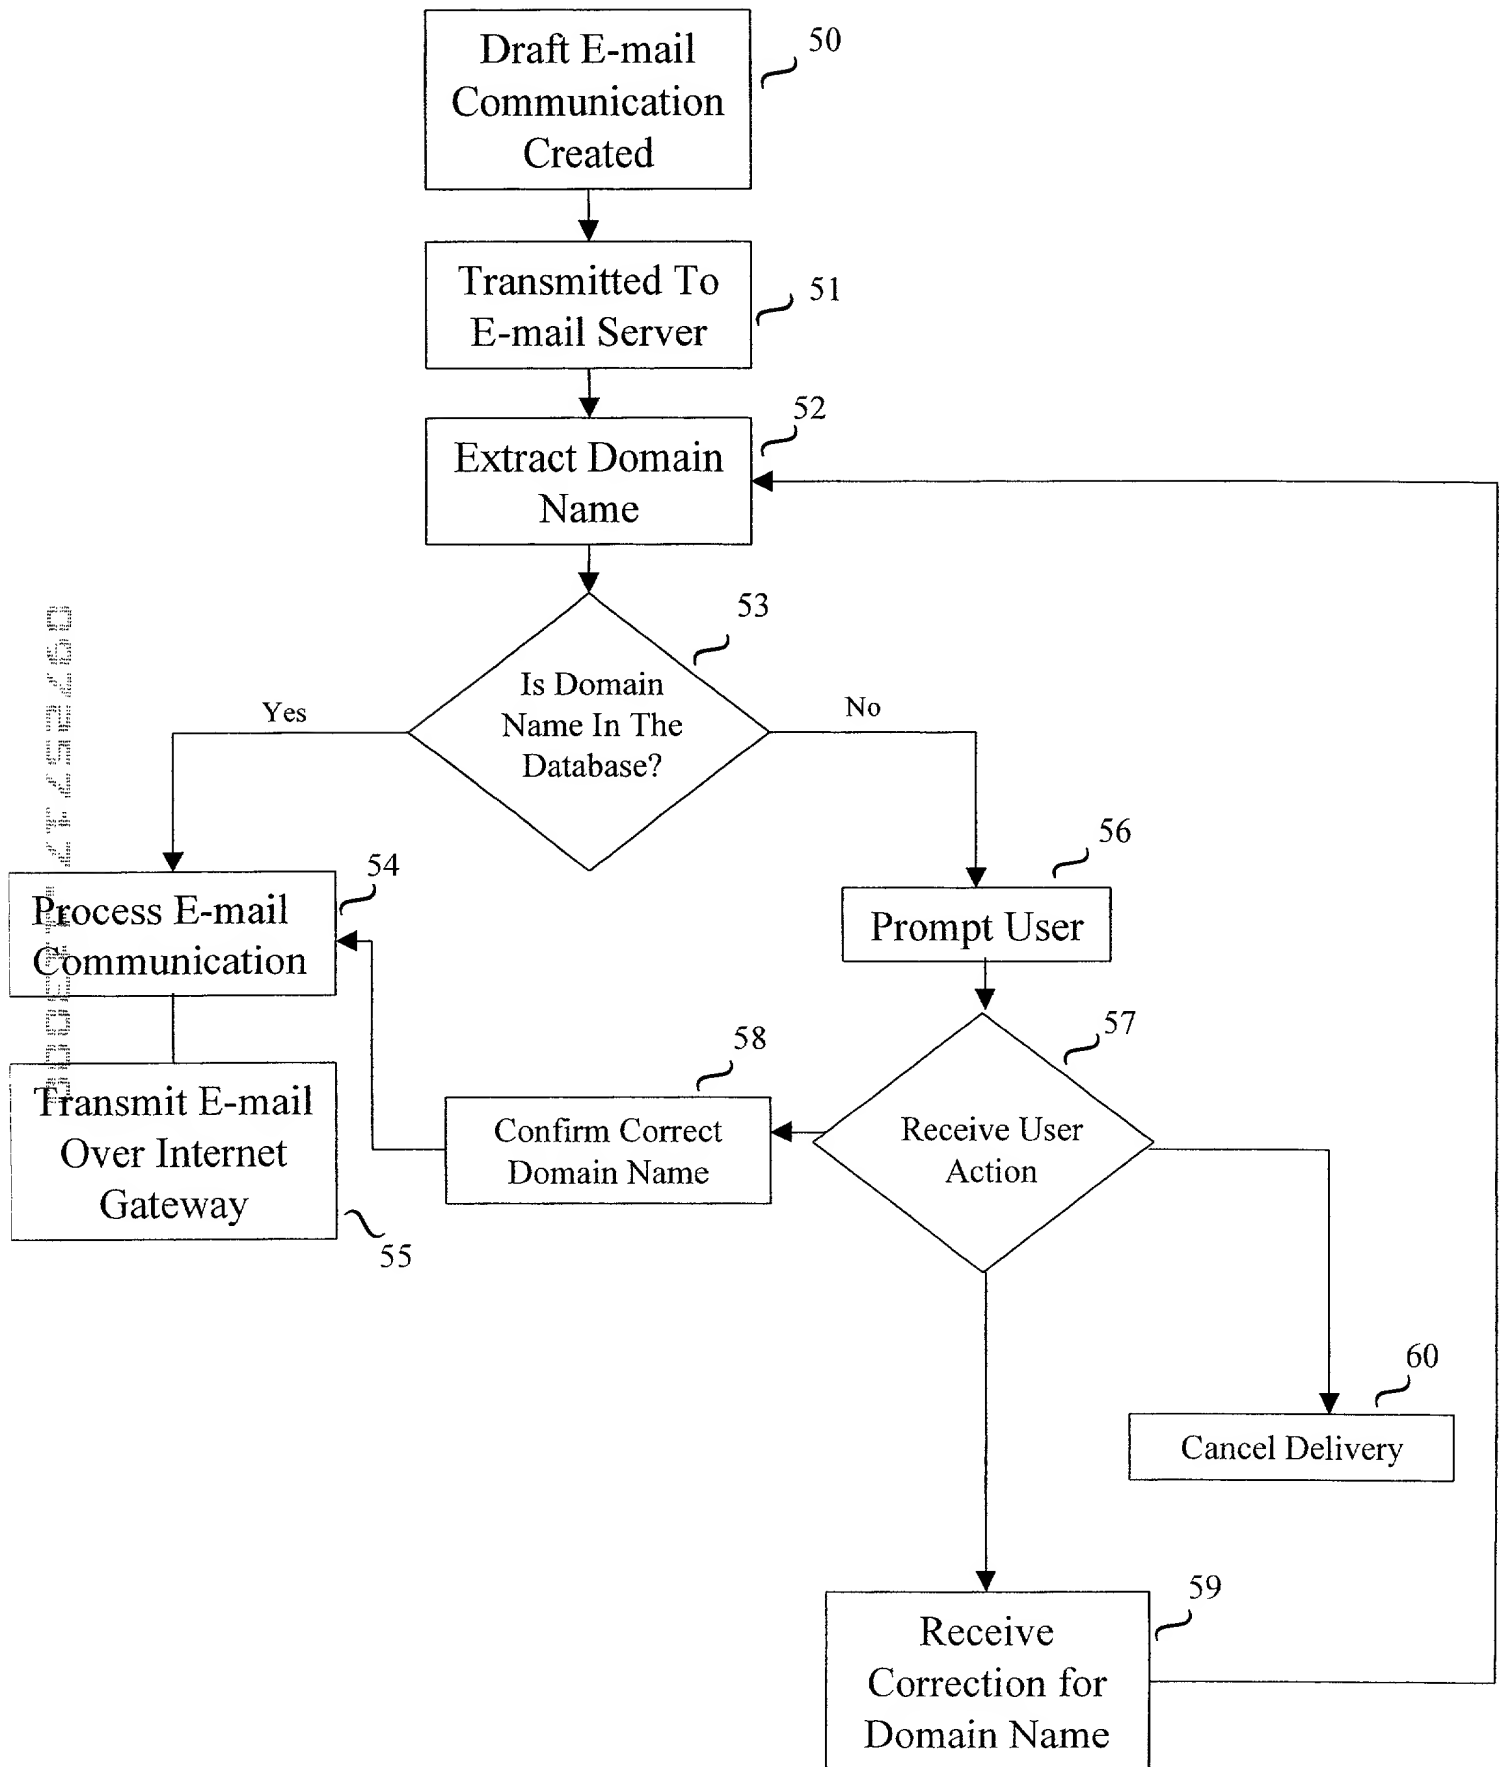 Draft E-mail
Communication
Created
50
Transmitted To
E-mail Server
51
52
Extract Domain
Name
53
Is Domain
Name In The
Database?
Yes
No
54
Process E-mail
Communication
56
Prompt User
57
58
Transmit E-mail
Over Internet
Gateway
55
Confirm Correct
Domain Name
Receive User
Action
60
Cancel Delivery
59
Receive
Correction for
Domain Name